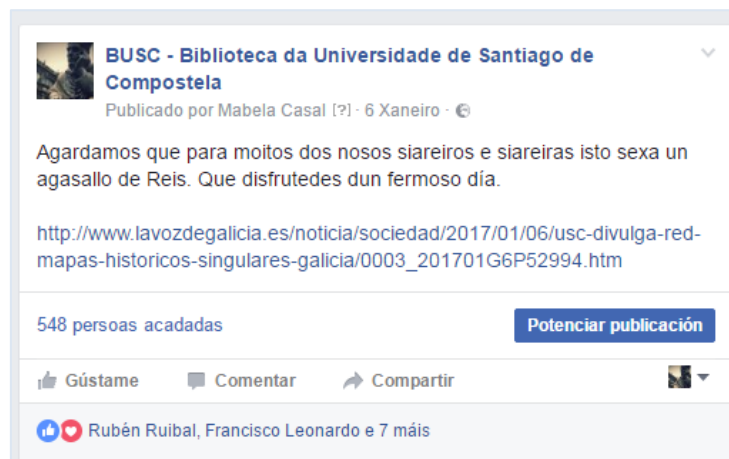 BUSC - Biblioteca da Universidade de Santiago de
Compostela
Publicado por Mabela Casal [?] · 6 Xaneiro ·
Agardamos que para moitos dos nosos siareiros e siareiras isto sexa un
agasallo de Reis. Que disfrutedes dun fermoso día.
http://www.lavozdegalicia.es/noticia/sociedad/2017/01/06/usc-divulga-red-
mapas-historicos-singulares-galicia/0003_201701G6P52994.htm
548 persoas acadadas
Potenciar publicación
Gústame Comentar Compartir
Rubén Ruibal, Francisco Leonardo e 7 máis